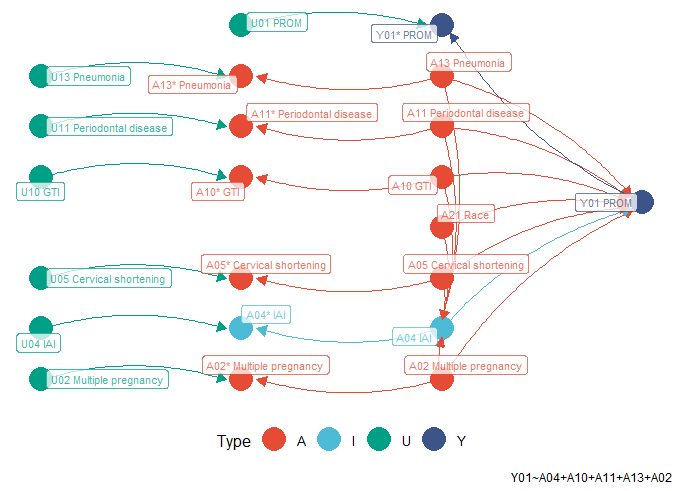 U01 PROM
Y01* PROM
U13 Pneumonia
A13* Pneumonia
A13 Pneumonia
U11 Periodontal disease
A11* Periodontal disease
A11 Periodontal disease
U10 GTI
A10* GTI
A10 GTI
Y01 PROM
A21 Race
U05 Cervical shortening
A05* Cervical shortening
A05 Cervical shortening
U04 IAI
A04* IAI
A04 IAI
U02 Multiple pregnancy
A02* Multiple pregnancy
A02 Multiple pregnancy
Type A I U Y
Y01~A04+A10+A11+A13+A02